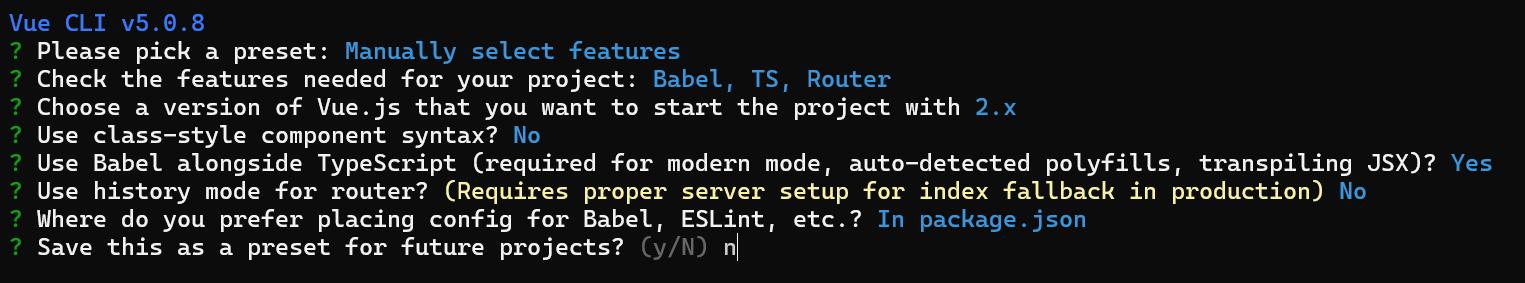 Vue CLI v5.0.8
? Please pick a preset: Manually select features
? Check the features needed for your project: Babel, TS, Router
? Choose a version of Vue.js that you want to start the project with 2.x
? Use class-style component syntax? No
? Use Babel alongside TypeScript (required for modern mode, auto-detected polyfills, transpiling JSX)? Yes
? Use history mode for router? (Requires proper server setup for index fallback in production) No
? Where do you prefer placing config for Babel, ESLint, etc.? In package.json
? Save this as a preset for future projects? (y/N) n